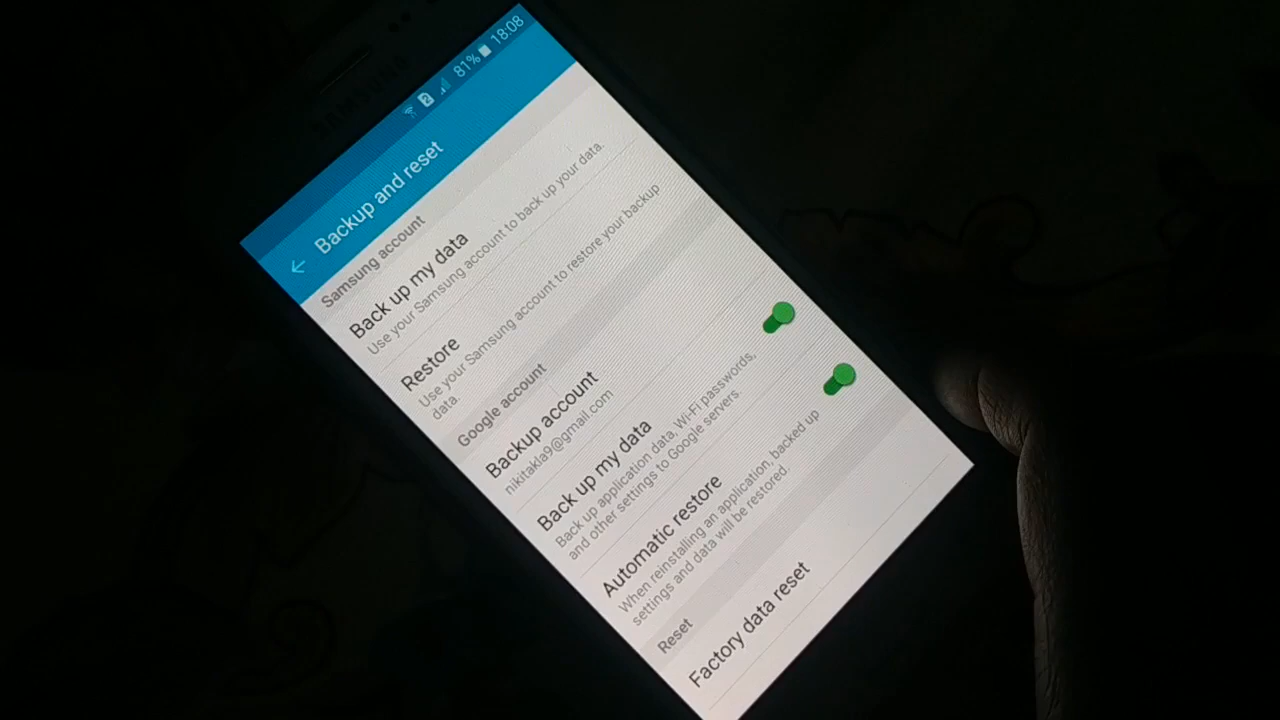 81% 18:08
Backup and reset
Samsung account
Back up my data
Use your Samsung account to back up your data.
Restore
Use your Samsung account to restore your backup
data.
Google account
Backup account
nikitakla9@gmail.com
Back up my data
Back up application data, Wi-Fi passwords,
and other settings to Google servers.
Automatic restore
When reinstalling an application, backed up
settings and data will be restored.
Reset
Factory data reset
SAMSUNG
2